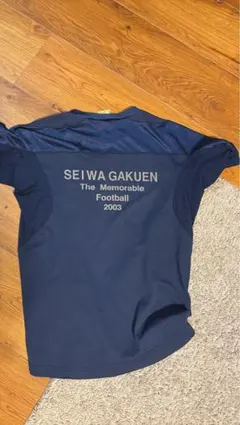 SEIWA GAKUEN
The Memorable
Football
2003